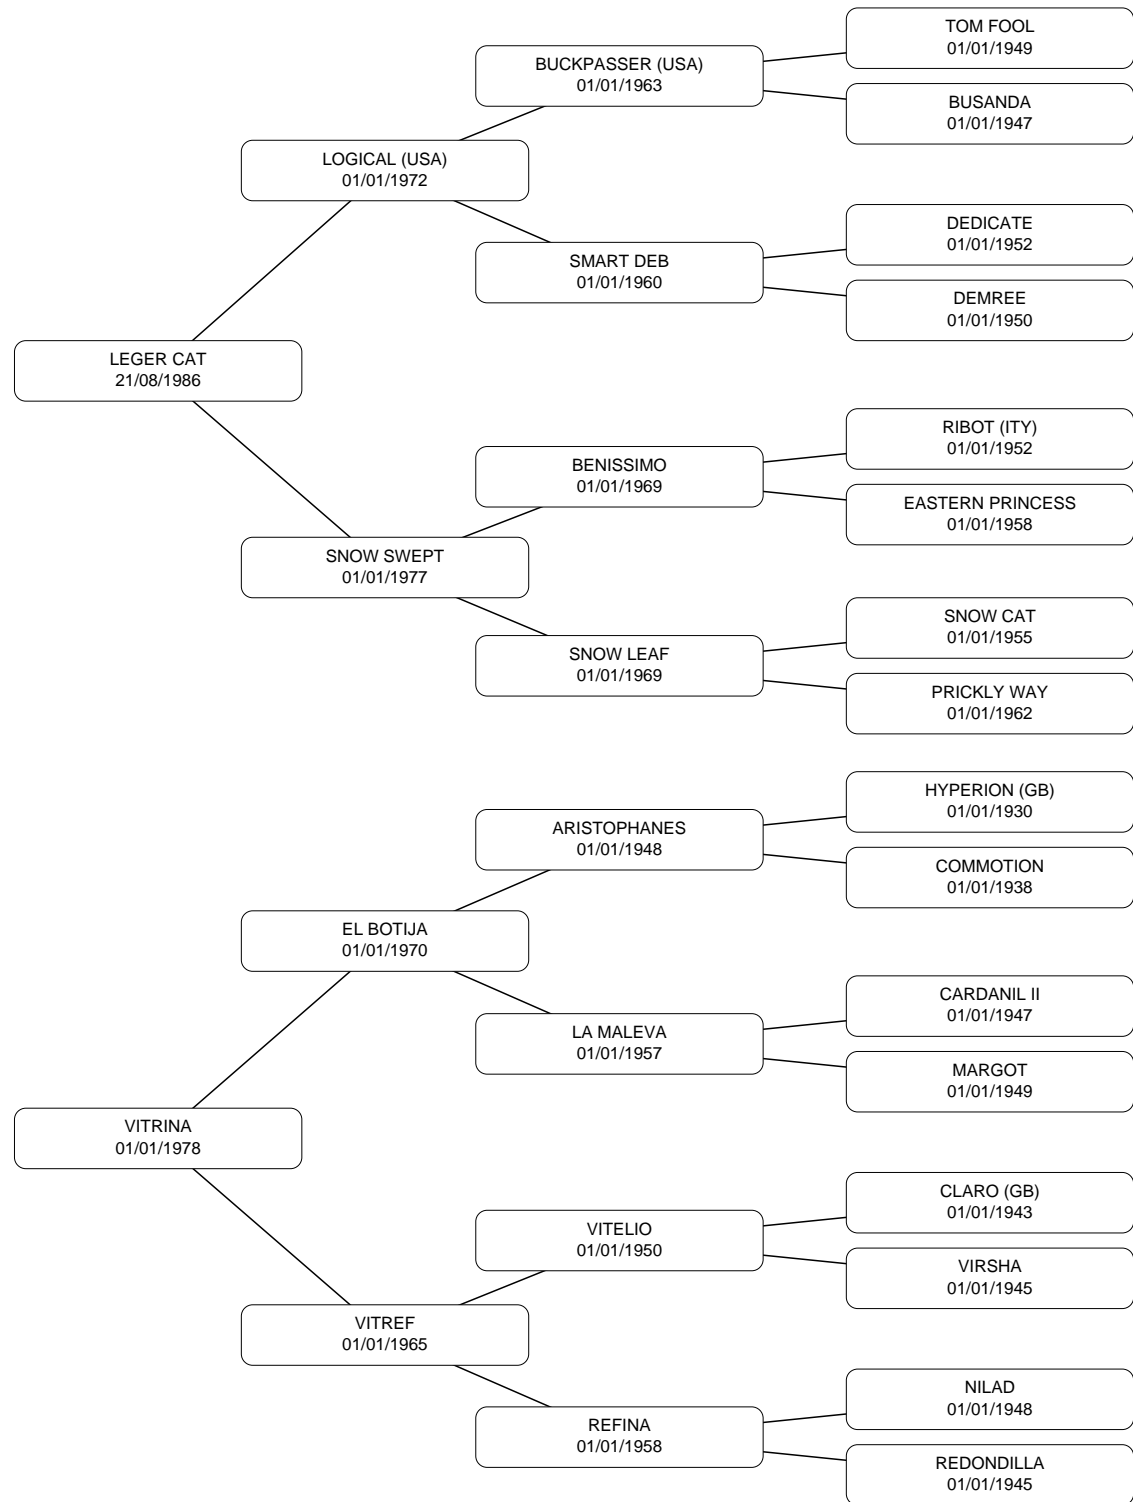 TOM FOOL
01/01/1949
BUCKPASSER (USA)
01/01/1963
BUSANDA
01/01/1947
LOGICAL (USA)
01/01/1972
DEDICATE
01/01/1952
SMART DEB
01/01/1960
DEMREE
01/01/1950
LEGER CAT
21/08/1986
RIBOT (ITY)
01/01/1952
BENISSIMO
01/01/1969
EASTERN PRINCESS
01/01/1958
SNOW SWEPT
01/01/1977
SNOW CAT
01/01/1955
SNOW LEAF
01/01/1969
PRICKLY WAY
01/01/1962
HYPERION (GB)
01/01/1930
ARISTOPHANES
01/01/1948
COMMOTION
01/01/1938
EL BOTIJA
01/01/1970
CARDANIL II
01/01/1947
LA MALEVA
01/01/1957
MARGOT
01/01/1949
VITRINA
01/01/1978
CLARO (GB)
01/01/1943
VITELIO
01/01/1950
VIRSHA
01/01/1945
VITREF
01/01/1965
NILAD
01/01/1948
REFINA
01/01/1958
REDONDILLA
01/01/1945